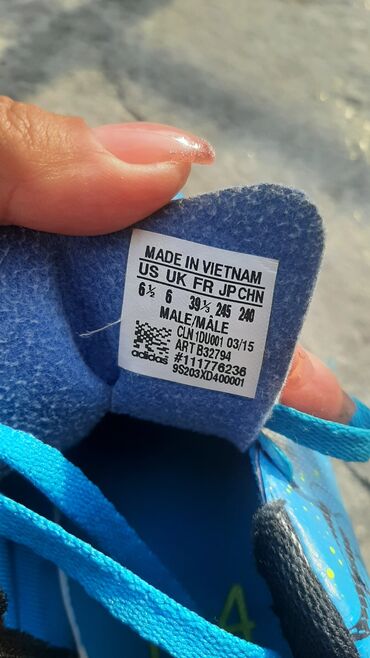 MADE IN VIETNAM
US UK FR JP CHN
6½ 6 39⅓ 245 240
MALE/MÂLE
CLN 1DU001 03/15
ART B32794
#111776236
adidas
9S203XD400001